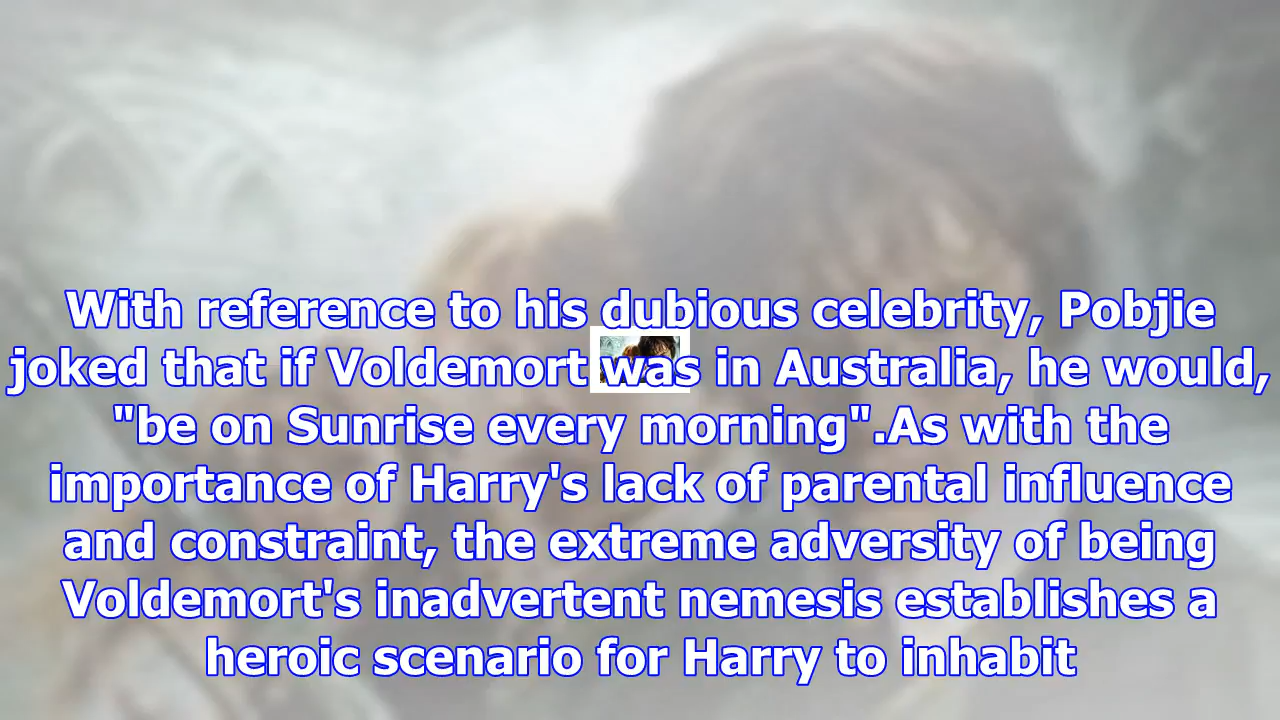 With reference to his dubious celebrity, Pobjie
joked that if Voldemort was in Australia, he would,
"be on Sunrise every morning".As with the
importance of Harry's lack of parental influence
and constraint, the extreme adversity of being
Voldemort's inadvertent nemesis establishes a
heroic scenario for Harry to inhabit